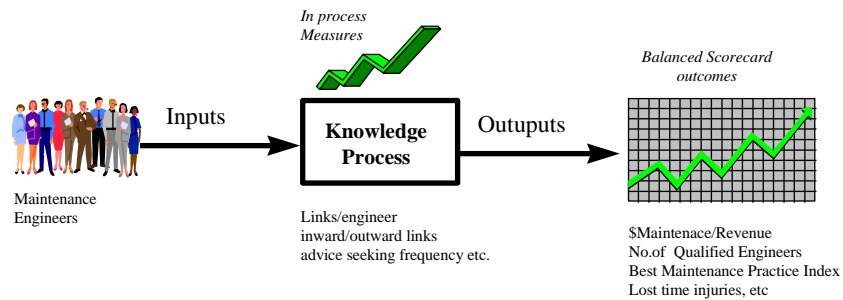 In process
Measures
Balanced Scorecard
outcomes
Inputs
Knowledge
Process
Outuputs
Maintenance
Engineers
Links/engineer
inward/outward links
advice seeking frequency etc.
$Maintenace/Revenue
No.of Qualified Engineers
Best Maintenance Practice Index
Lost time injuries, etc